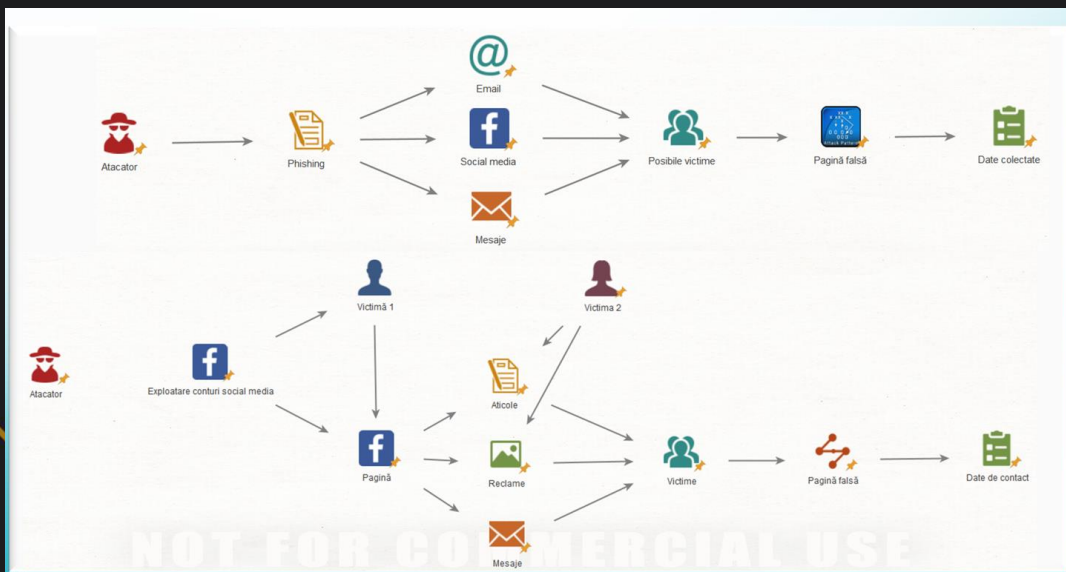 Email
Atacator
Phishing
Social media
Posibile victime
Pagină falsă
Date colectate
Mesaje
Victimă 1
Victima 2
Atacator
Exploatare conturi social media
Aticole
Pagină
Reclame
Victime
Pagină falsă
Date de contact
Mesaje
NOT FOR COMMERCIAL USE